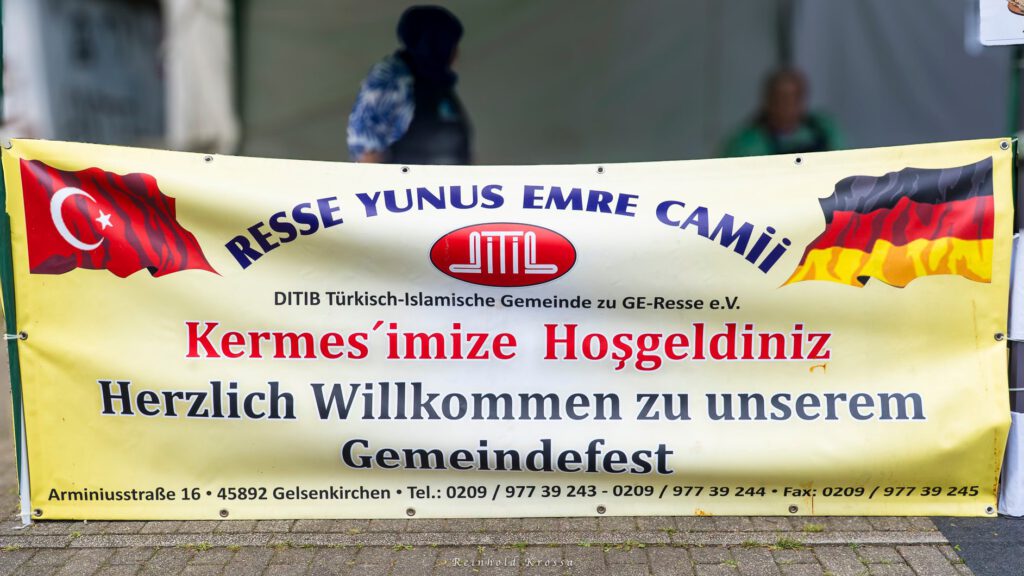 RESSE YUNUS EMRE CAMİİ
DİTİB
DITIB Türkisch-Islamische Gemeinde zu GE-Resse e.V.
Kermes´imize Hoşgeldiniz
Herzlich Willkommen zu unserem
Gemeindefest
Arminiusstraße 16 • 45892 Gelsenkirchen • Tel.: 0209 / 977 39 243 - 0209 / 977 39 244 • Fax: 0209 / 977 39 245
© Reinhold Krossa